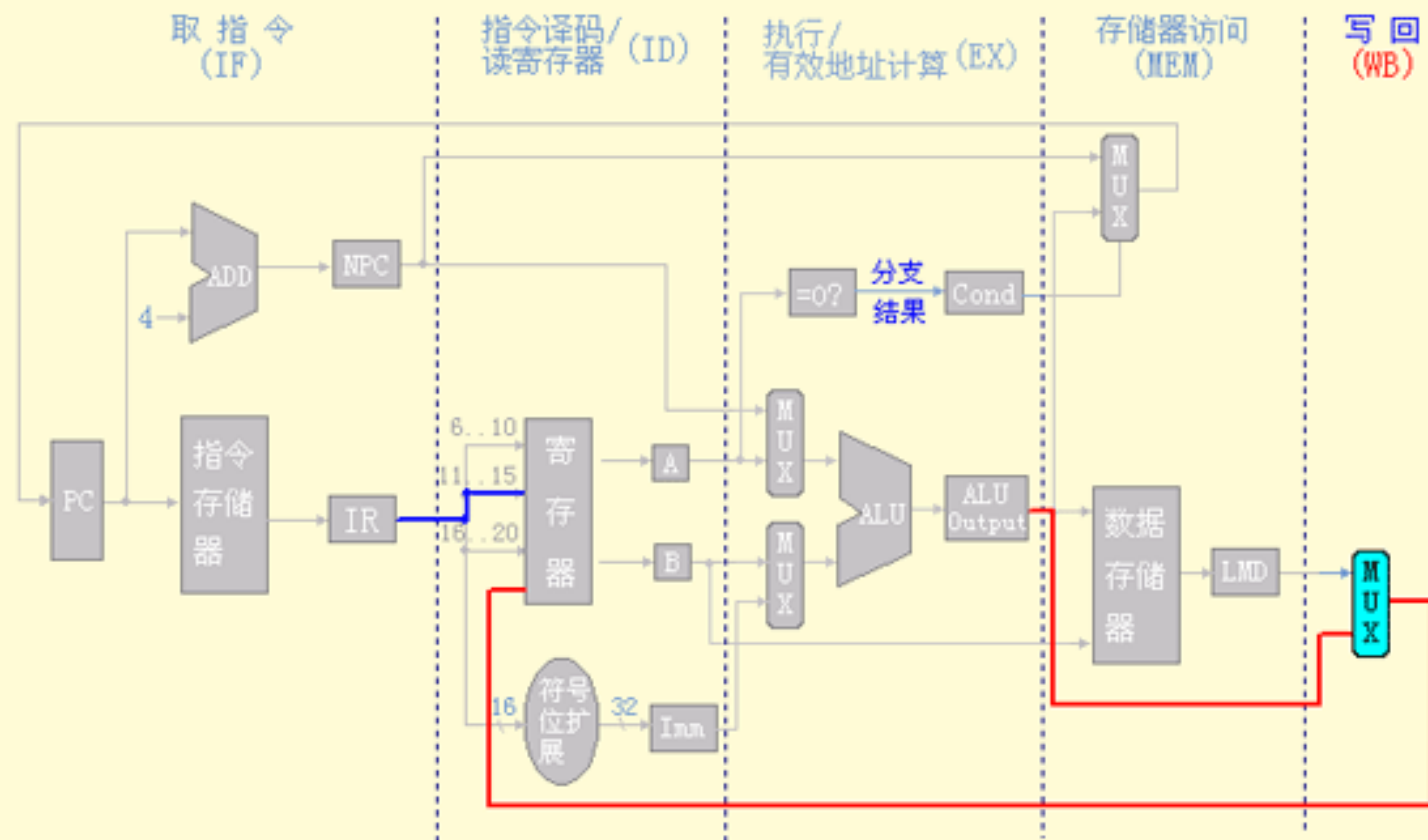 取 指 令
(IF)
指令译码/
读寄存器 (ID)
执行/
有效地址计算 (EX)
存储器访问
(MEM)
写 回
(WB)
M
U
X
ADD
NPC
4
=0?
分支
结果
Cond
PC
指令
存储
器
IR
6..10
11..15
16..20
寄
存
器
A
B
M
U
X
M
U
X
ALU
ALU
Output
数据
存储
器
LMD
M
U
X
16
符号
位扩
展
32
Imm